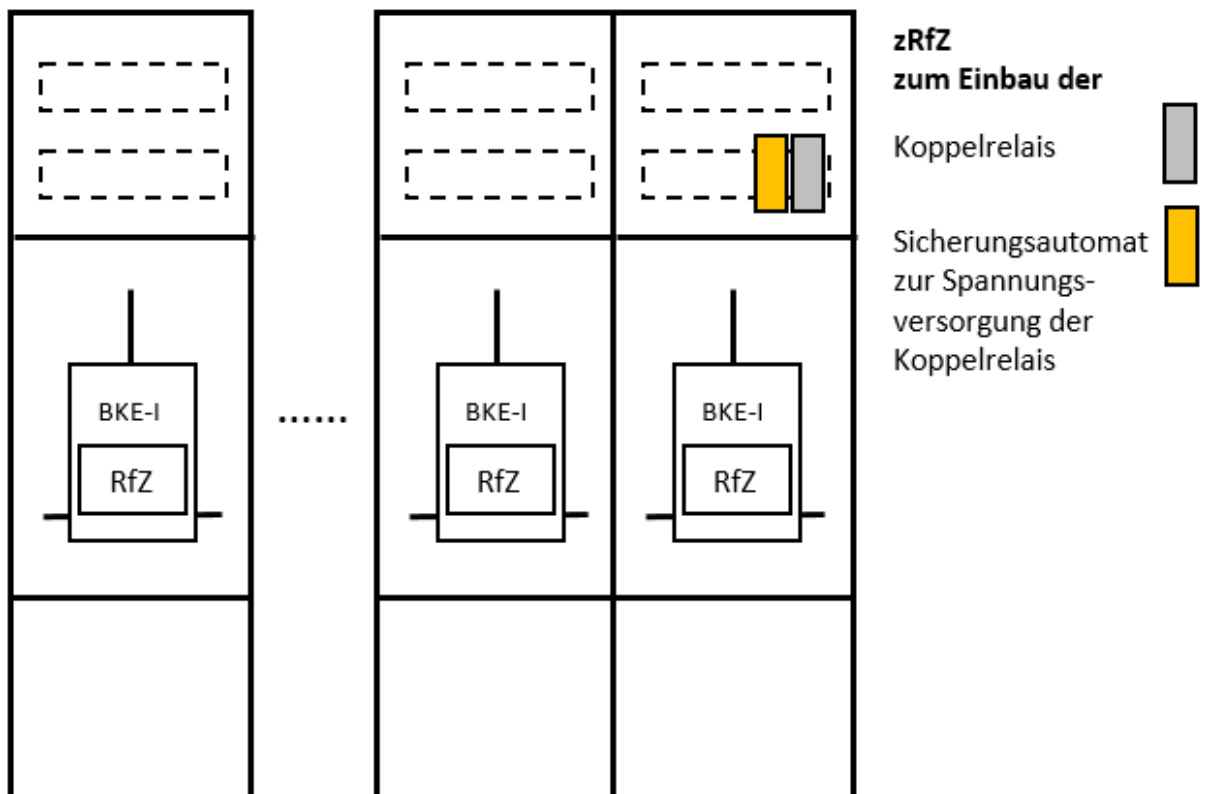 zRfZ
zum Einbau der
Koppelrelais
Sicherungsautomat
zur Spannungs-
versorgung der
Koppelrelais
BKE-I
RfZ
......
BKE-I
RfZ
BKE-I
RfZ